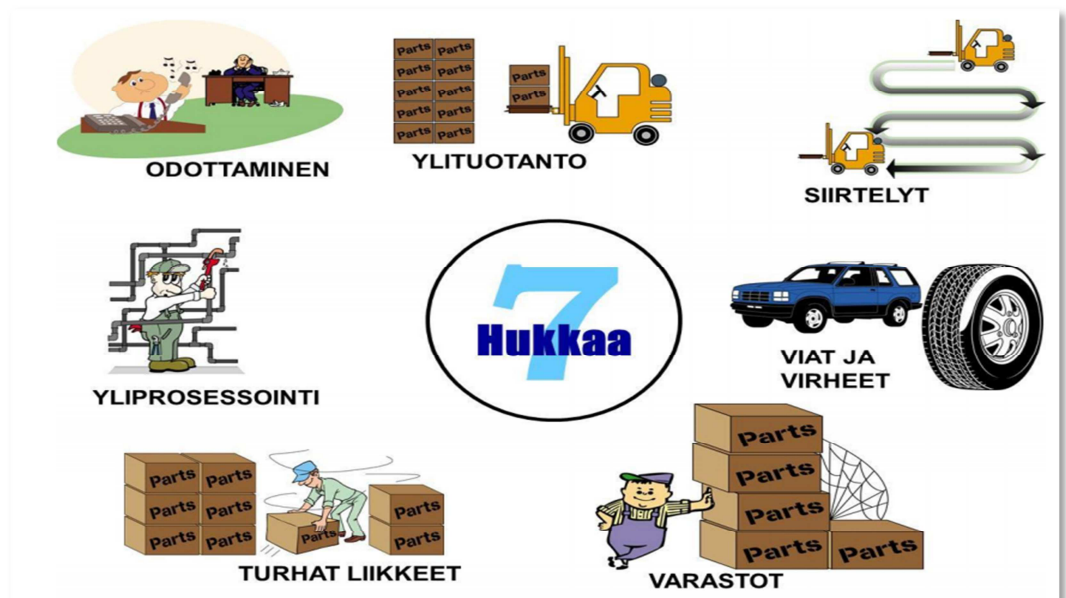 Parts Parts
Parts Parts
Parts Parts
Parts Parts
Parts Parts
Parts
Parts
ODOTTAMINEN
YLITUOTANTO
SIIRTELYT
7
Hukkaa
YLIPROSESSOINTI
VIAT JA
VIRHEET
Parts Parts
Parts Parts
Parts Parts
Parts
Parts
Parts
TURHAT LIIKKEET
Parts
Parts
Parts
Parts Parts
VARASTOT